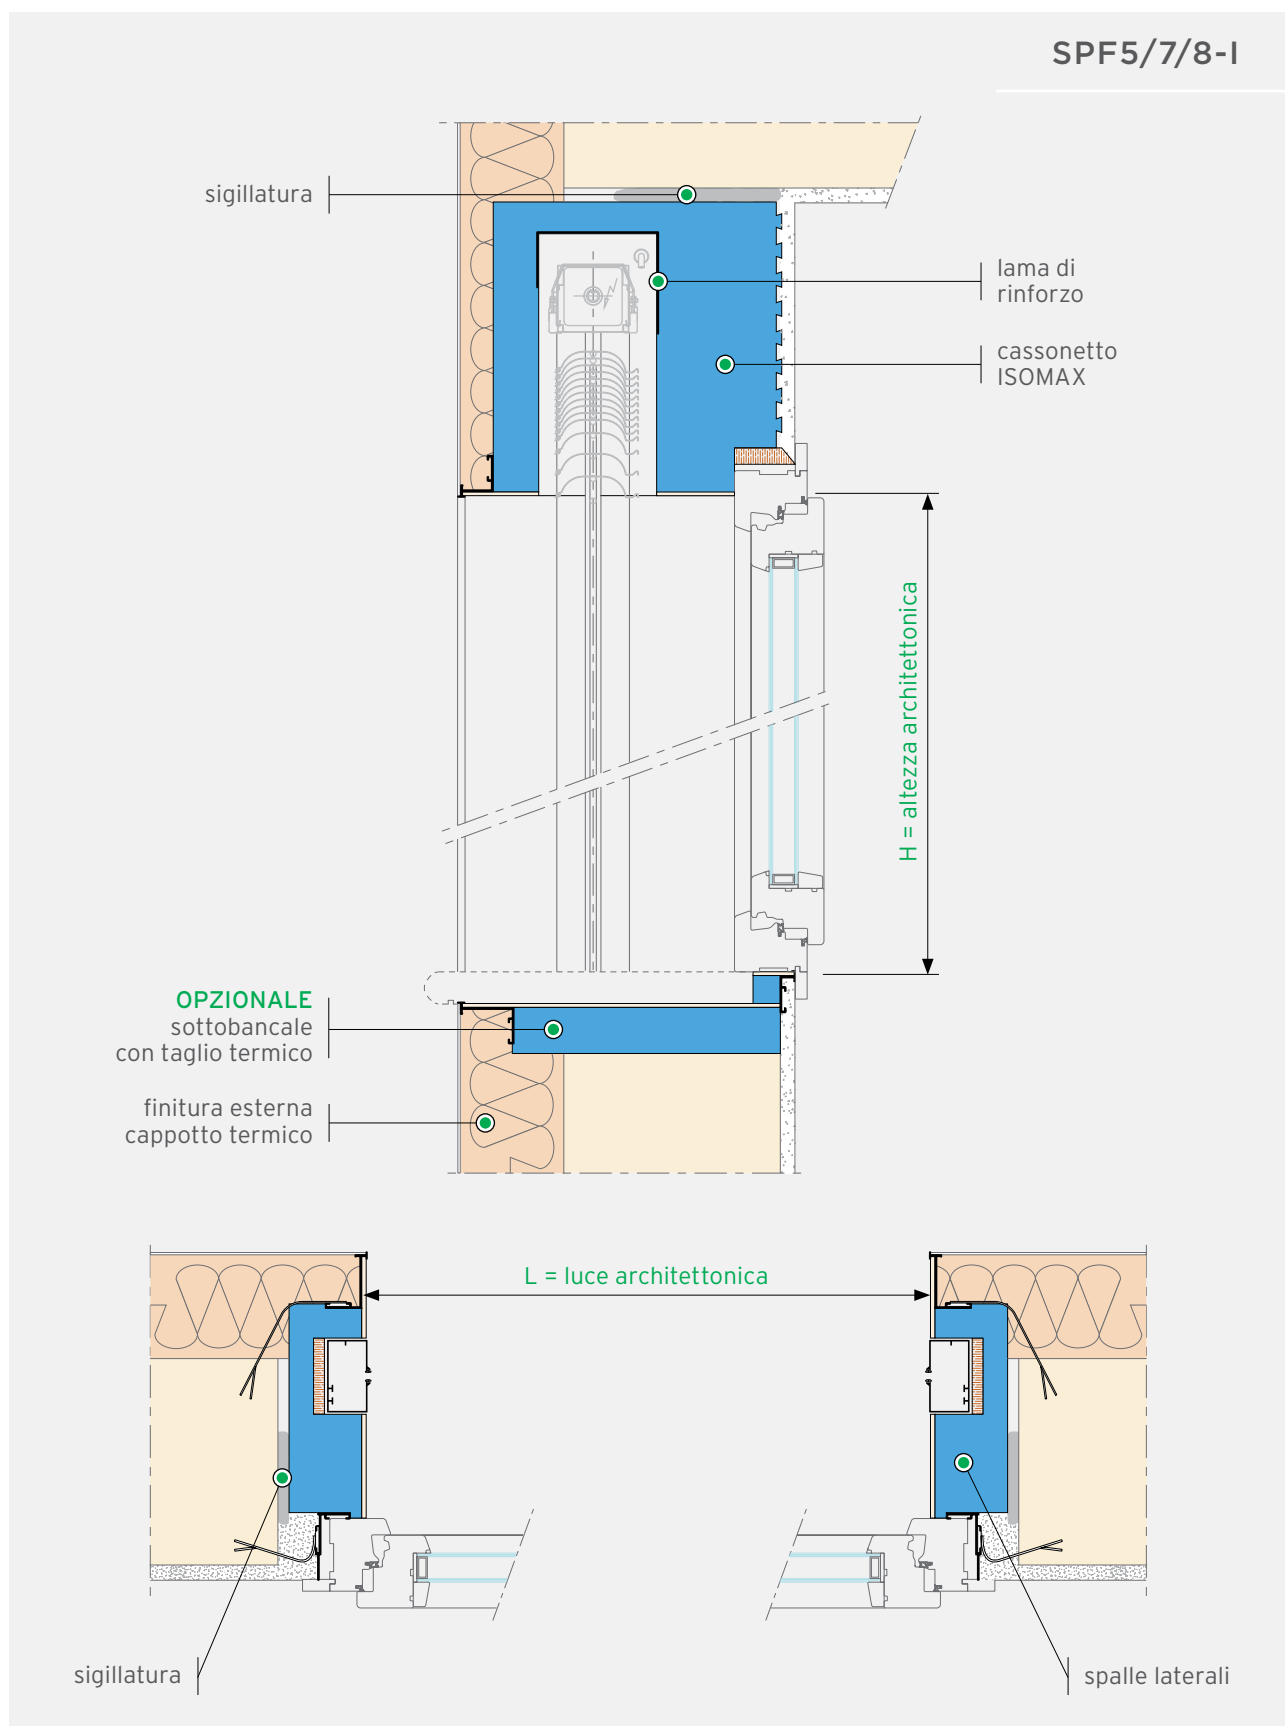 SPF5/7/8-I
sigillatura
lama di
rinforzo
cassonetto
ISOMAX
H = altezza architettonica
OPZIONALE
sottobancale
con taglio termico
finitura esterna
cappotto termico
L = luce architettonica
sigillatura
spalle laterali